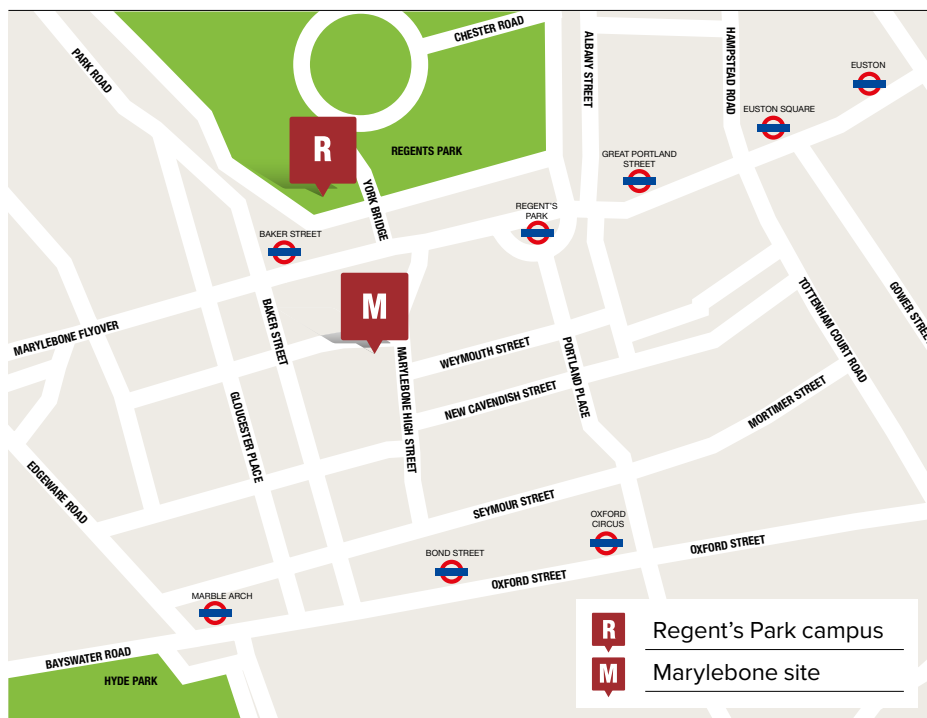 CHESTER ROAD
PARK ROAD
ALBANY STREET
HAMPSTEAD ROAD
EUSTON
EUSTON SQUARE
R
REGENTS PARK
GREAT PORTLAND
STREET
YORK BRIDGE
REGENT'S
PARK
BAKER STREET
M
MARYLEBONE FLYOVER
BAKER STREET
TOTTENHAM COURT ROAD
GOWER STREET
WEYMOUTH STREET
PORTLAND PLACE
MARYLEBONE HIGH STREET
NEW CAVENDISH STREET
MORTIMER STREET
GLOUCESTER PLACE
EDGEWARE ROAD
SEYMOUR STREET
OXFORD
CIRCUS
BOND STREET
OXFORD STREET
OXFORD STREET
MARBLE ARCH
BAYSWATER ROAD
HYDE PARK
R Regent's Park campus
M Marylebone site